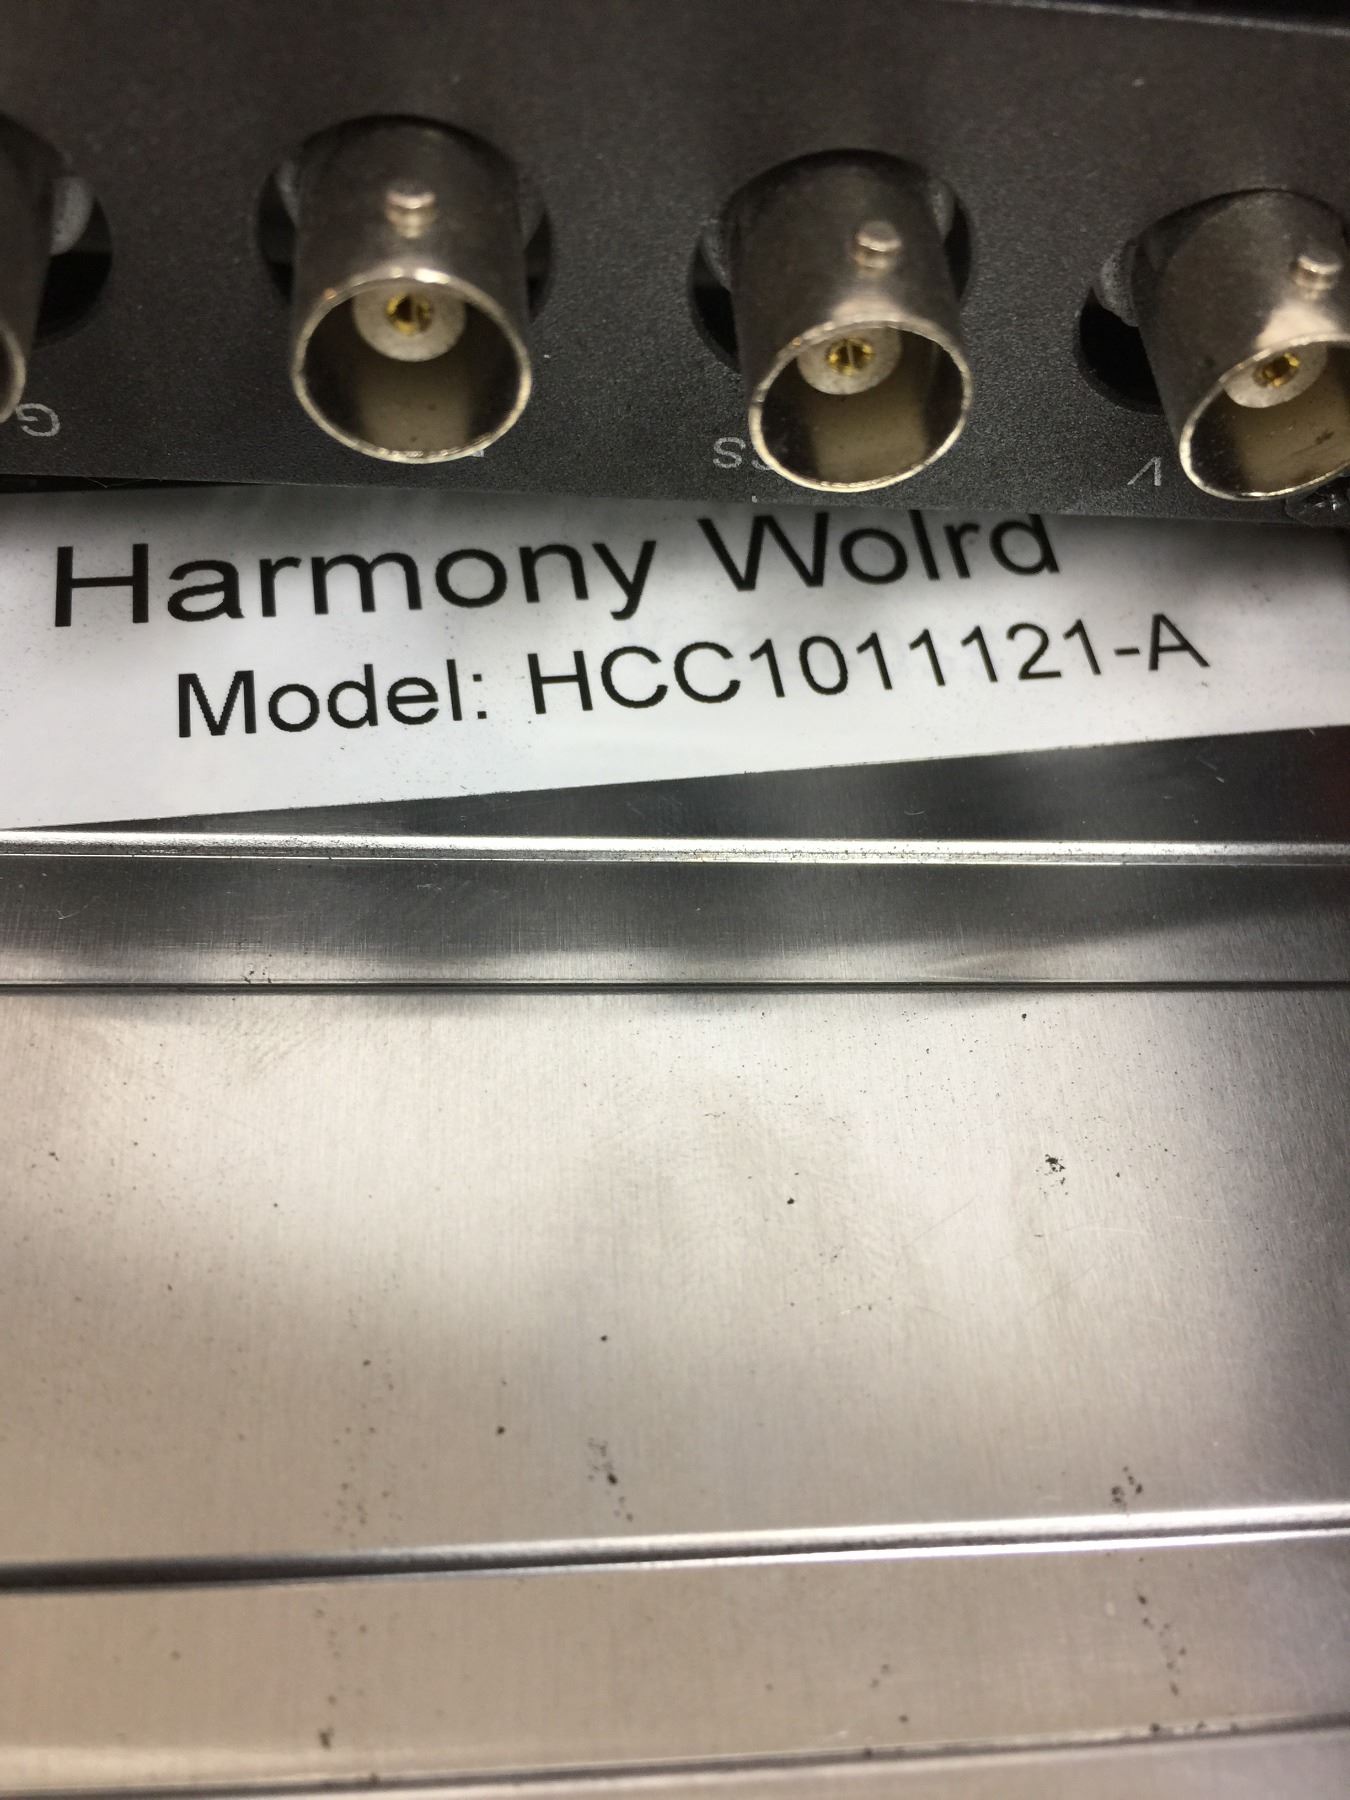 G
V
Harmony Wolrd
Model: HCC1011121-A